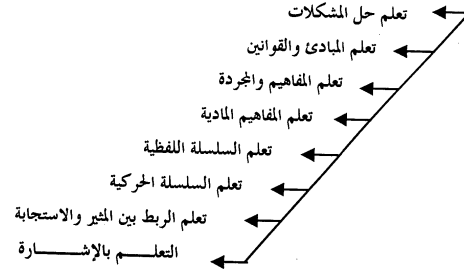 تعلم حل المشكلات
تعلم المبادئ والقوانين
تعلم المفاهيم والمجردة
تعلم المفاهيم المادية
تعلم السلسلة اللفظية
تعلم السلسلة الحركية
تعلم الربط بين المثير والاستجابة
التعلـــم بالإشـــارة